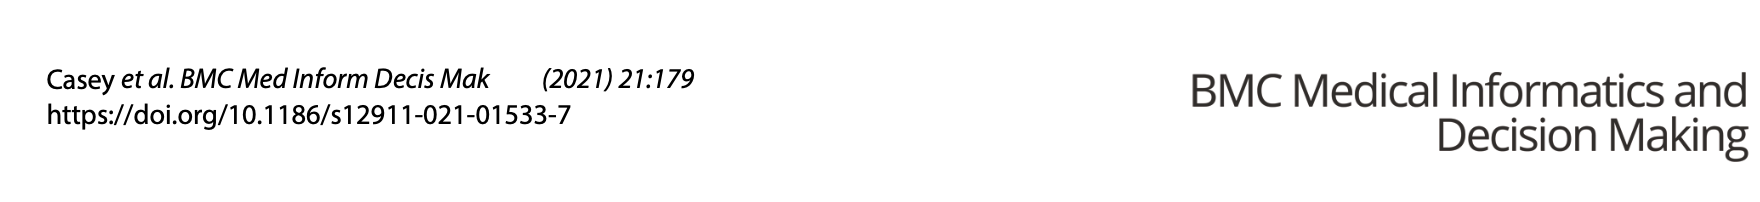 Casey et al. BMC Med Inform Decis Mak (2021) 21:179
https://doi.org/10.1186/s12911-021-01533-7
BMC Medical Informatics and
Decision Making